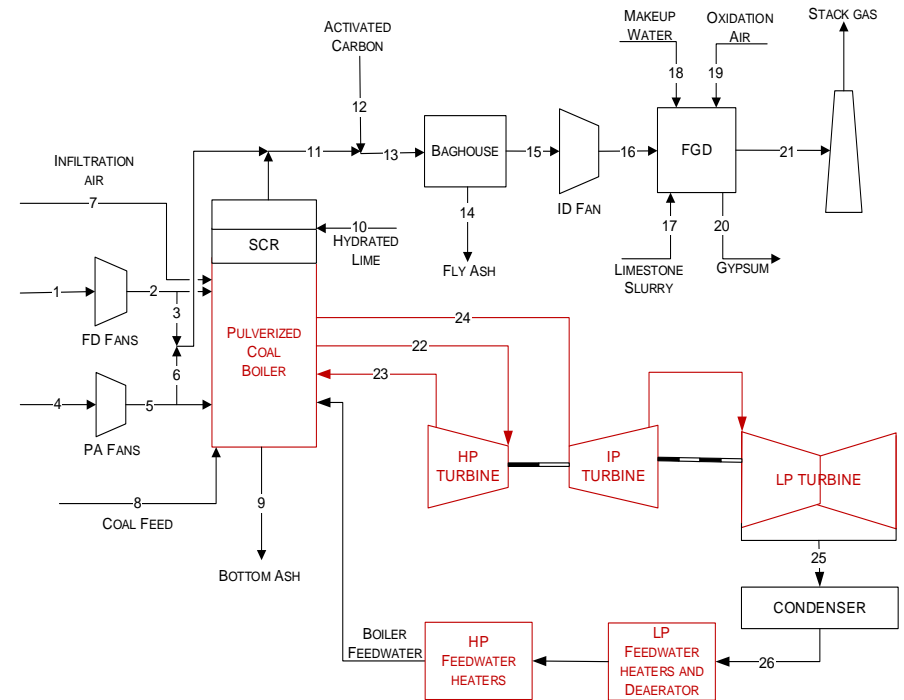 ACTIVATED
CARBON
MAKEUP
WATER
OXIDATION
AIR
STACK GAS
12
18
19
INFILTRATION
AIR
11
13
BAGHOUSE
15
16
FGD
21
7
14
ID FAN
17
20
10
HYDRATED
LIME
SCR
FLY ASH
LIMESTONE
SLURRY
GYPSUM
1
2
3
FD FANS
24
PULVERIZED
COAL
BOILER
22
23
6
4
5
PA FANS
HP
TURBINE
IP
TURBINE
LP TURBINE
8
COAL FEED
9
BOTTOM ASH
25
CONDENSER
BOILER
FEEDWATER
HP
FEEDWATER
HEATERS
LP
FEEDWATER
HEATERS AND
DEAERATOR
26